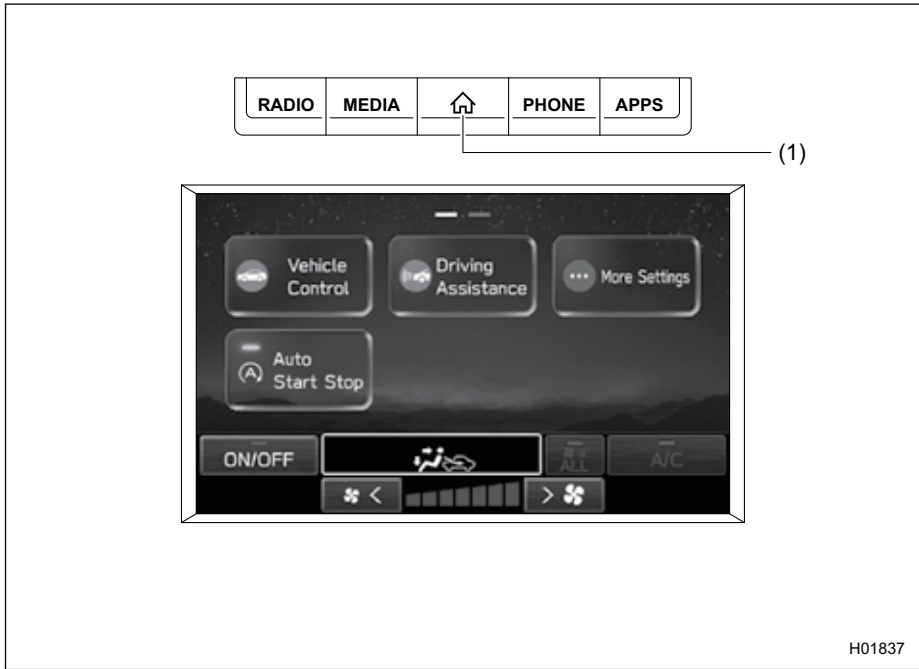 RADIO MEDIA PHONE APPS
(1)
Vehicle
Control
Driving
Assistance
More Settings
A
Auto
Start Stop
ON/OFF
ALL
A/C
< >
H01837